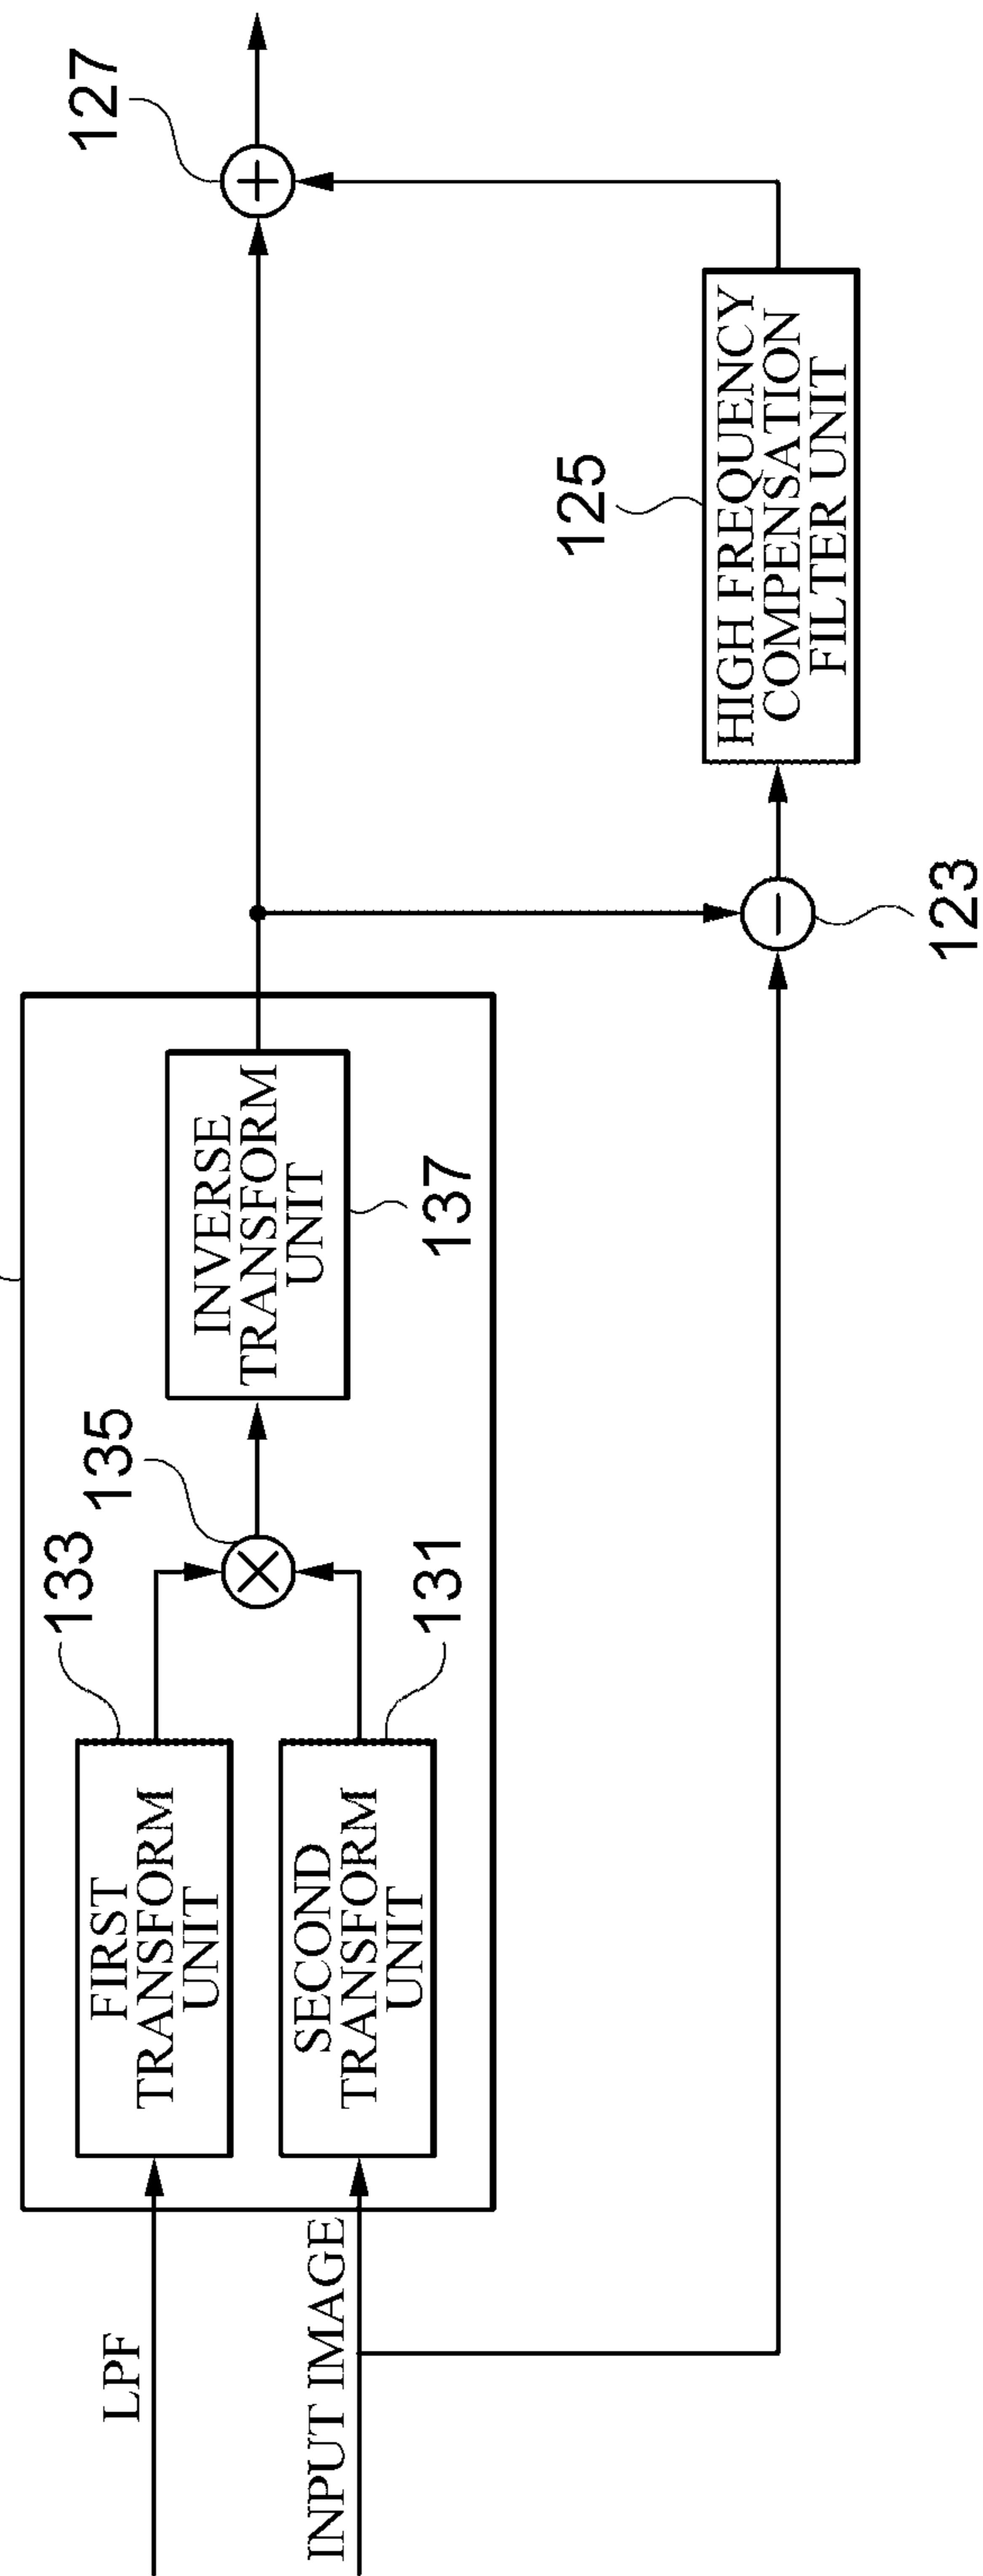 LPF
INPUT IMAGE
FIRST
TRANSFORM
UNIT
133
SECOND
TRANSFORM
UNIT
131
135
INVERSE
TRANSFORM
UNIT
137
123
HIGH FREQUENCY
COMPENSATION
FILTER UNIT
125
127